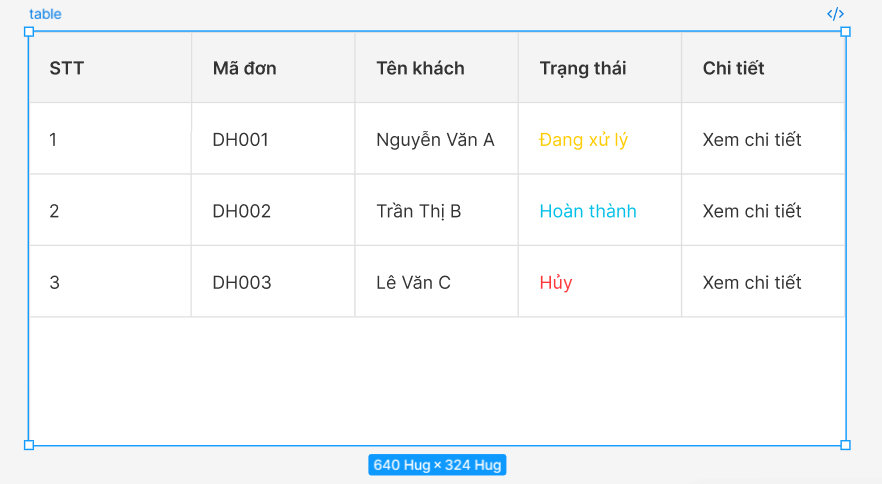 table </>
STT Mã đơn Tên khách Trạng thái Chi tiết
1 DH001 Nguyễn Văn A Đang xử lý Xem chi tiết
2 DH002 Trần Thị B Hoàn thành Xem chi tiết
3 DH003 Lê Văn C Hủy Xem chi tiết
640 Hug × 324 Hug